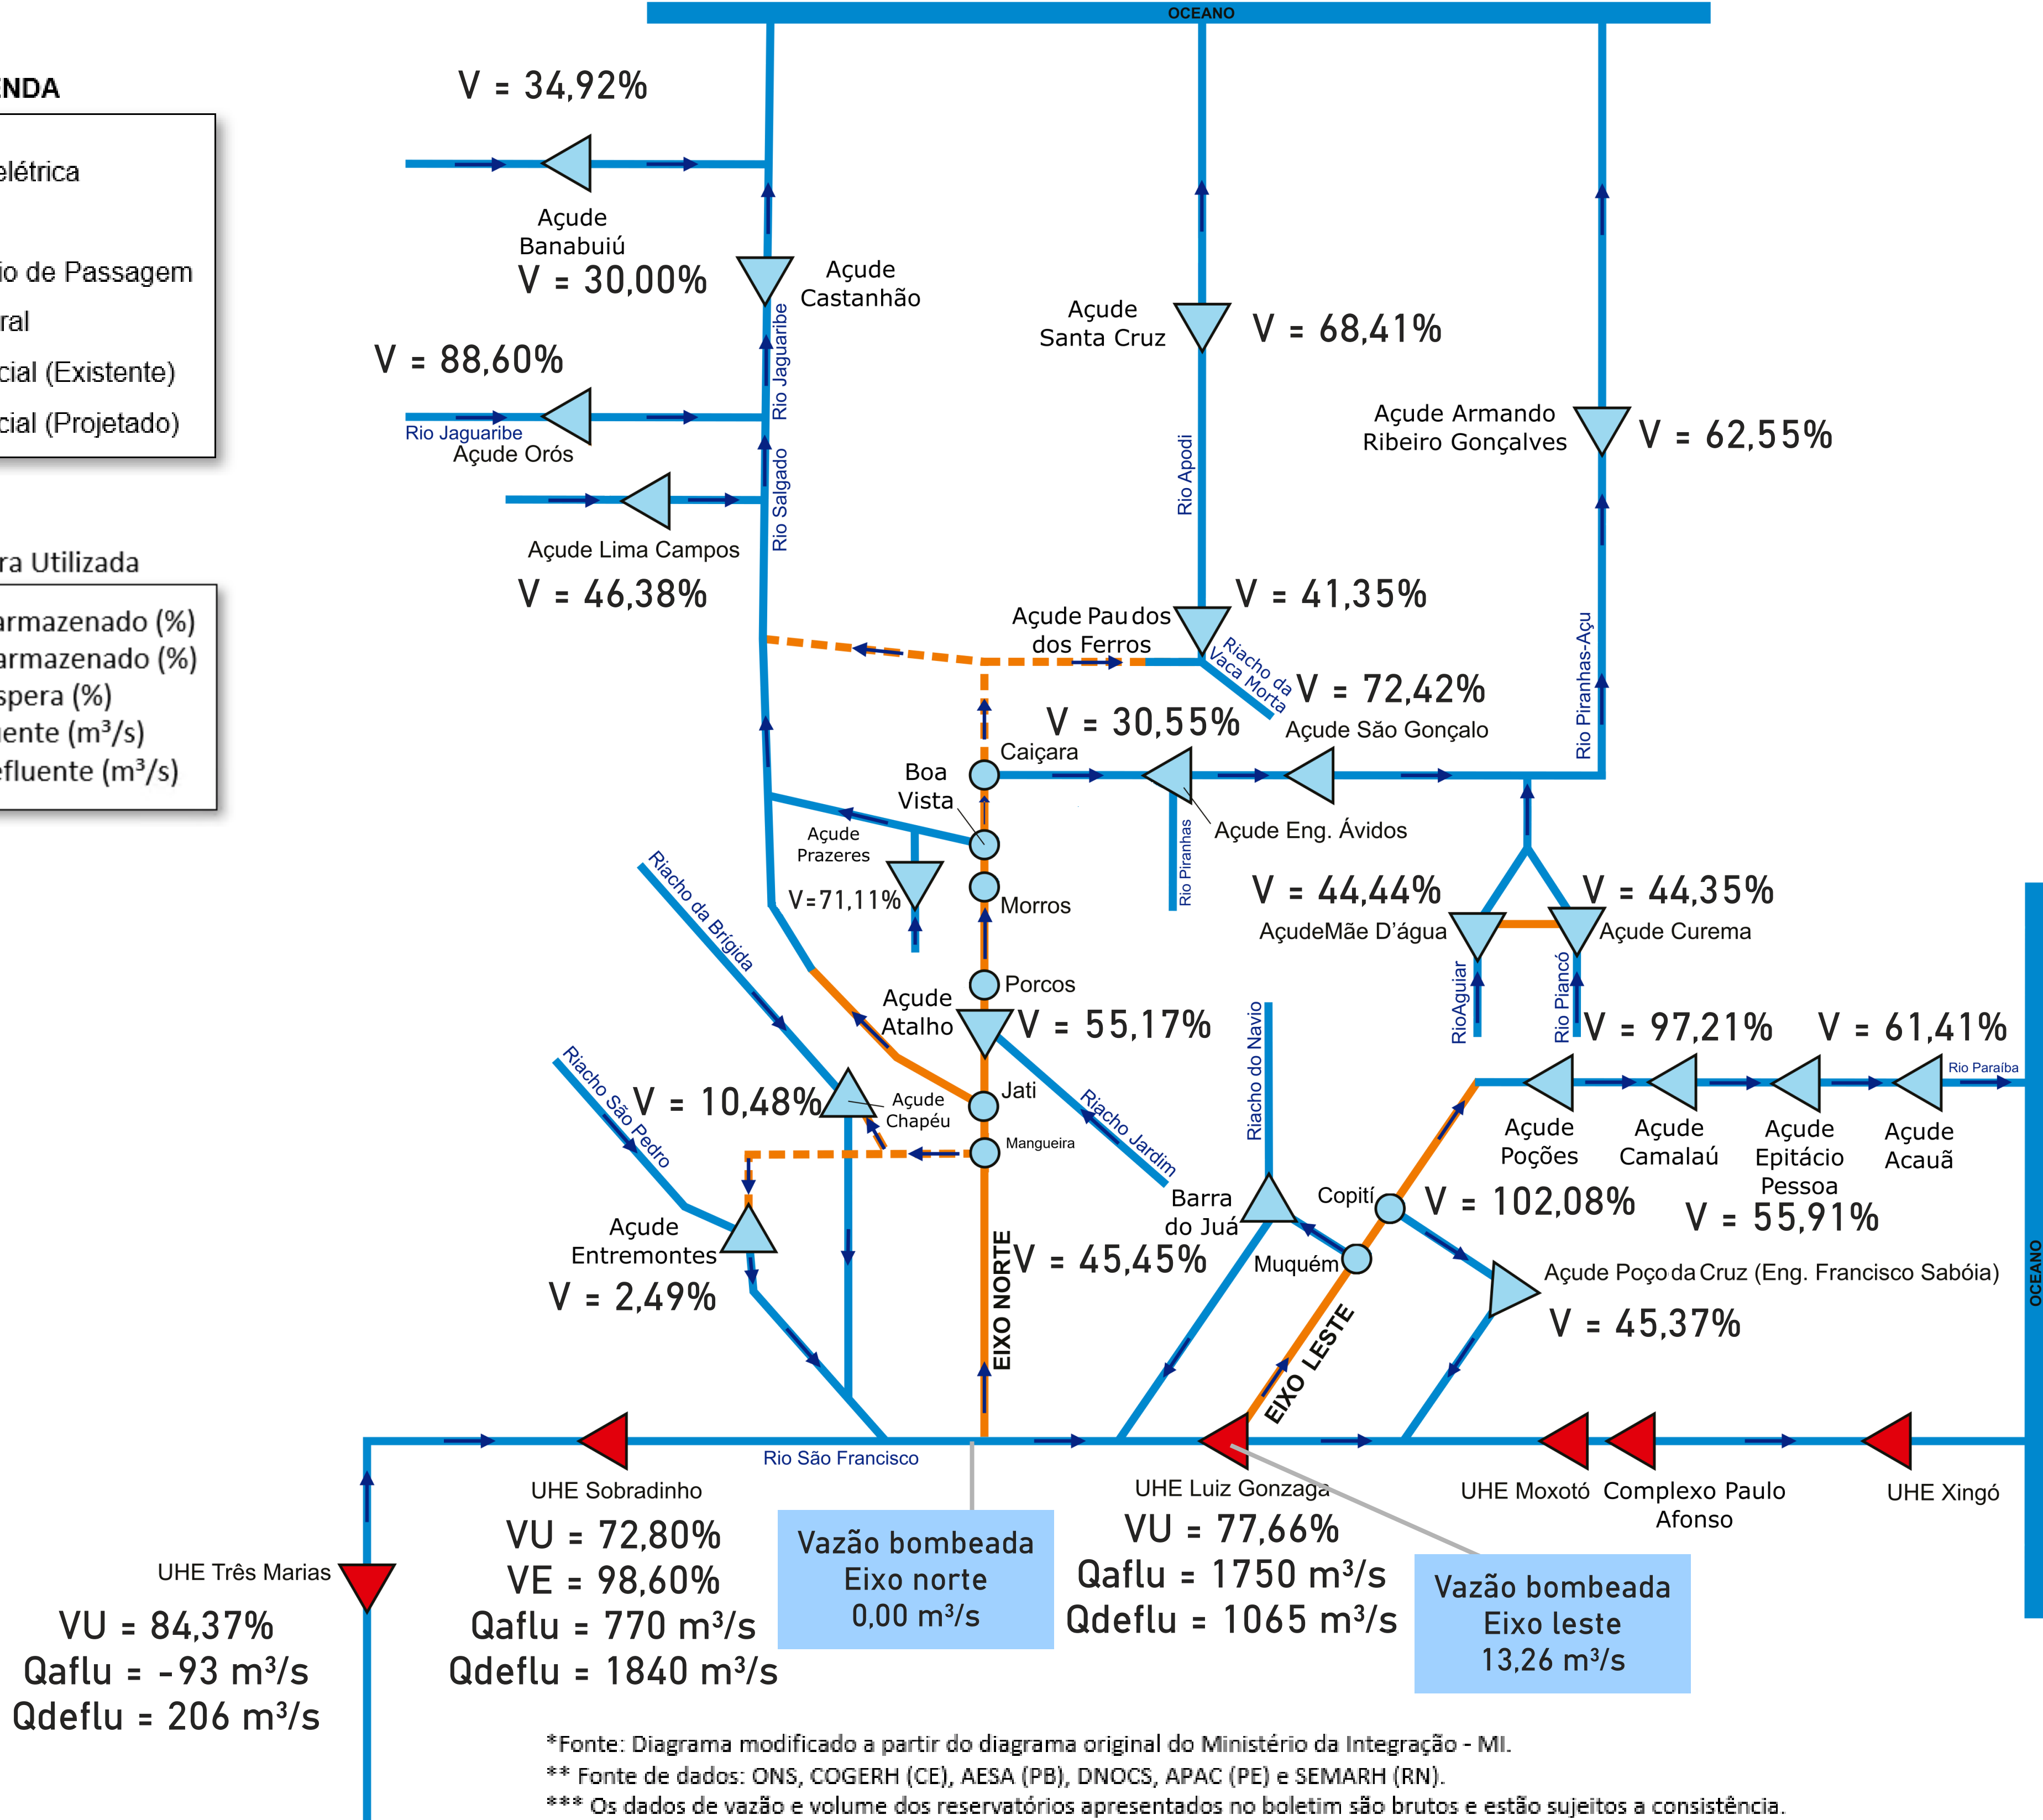 OCEANO
V = 34,92%
ENDA
elétrica
io de Passagem
ral
cial (Existente)
cial (Projetado)
Açude
Banabuiú
V = 30,00%
Açude
Castanhão
Rio Jaguaribe
V = 88,60%
Rio Jaguaribe
Açude Orós
Rio Salgado
Açude Lima Campos
V = 46,38%
Açude
Santa Cruz
V = 68,41%
Rio Apodi
Açude Armando
Ribeiro Gonçalves
V = 62,55%
ra Utilizada
armazenado (%)
armazenado (%)
spera (%)
uente (m³/s)
efluente (m³/s)
Açude Pau dos
dos Ferros
V = 41,35%
Riacho da
Vaca Morta
V = 72,42%
Açude São Gonçalo
V = 30,55%
Rio Piranhas-Açu
Caiçara
Boa
Vista
Açude Eng. Ávidos
Rio Piranhas
Açude
Prazeres
V=71,11%
Morros
Riacho da Brígida
V = 44,44%
AçudeMãe D'água
V = 44,35%
Açude Curema
RioAguiar
Rio Piancó
Porcos
Açude
Atalho
V = 55,17%
Riacho do Navio
V = 97,21%
V = 61,41%
Rio Paraíba
Riacho São Pedro
V = 10,48%
Açude
Chapéu
Jati
Mangueira
Riacho Jardim
Açude
Poções
Açude
Camalaú
Açude
Epitácio
Pessoa
Açude
Acauã
V = 102,08%
V = 55,91%
Barra
do Juá
Copití
Muquém
V = 45,45%
Açude
Entremontes
V = 2,49%
EIXO NORTE
EIXO LESTE
Açude Poço da Cruz (Eng. Francisco Sabóia)
V = 45,37%
OCEANO
Rio São Francisco
UHE Sobradinho
VU = 72,80%
VE = 98,60%
Qaflu = 770 m³/s
Qdeflu = 1840 m³/s
Vazão bombeada
Eixo norte
0,00 m³/s
UHE Luiz Gonzaga
VU = 77,66%
Qaflu = 1750 m³/s
Qdeflu = 1065 m³/s
Vazão bombeada
Eixo leste
13,26 m³/s
UHE Moxotó
Complexo Paulo
Afonso
UHE Xingó
UHE Três Marias
VU = 84,37%
Qaflu = -93 m³/s
Qdeflu = 206 m³/s
*Fonte: Diagrama modificado a partir do diagrama original do Ministério da Integração - MI.
** Fonte de dados: ONS, COGERH (CE), AESA (PB), DNOCS, APAC (PE) e SEMARH (RN).
*** Os dados de vazão e volume dos reservatórios apresentados no boletim são brutos e estão sujeitos a consistência.